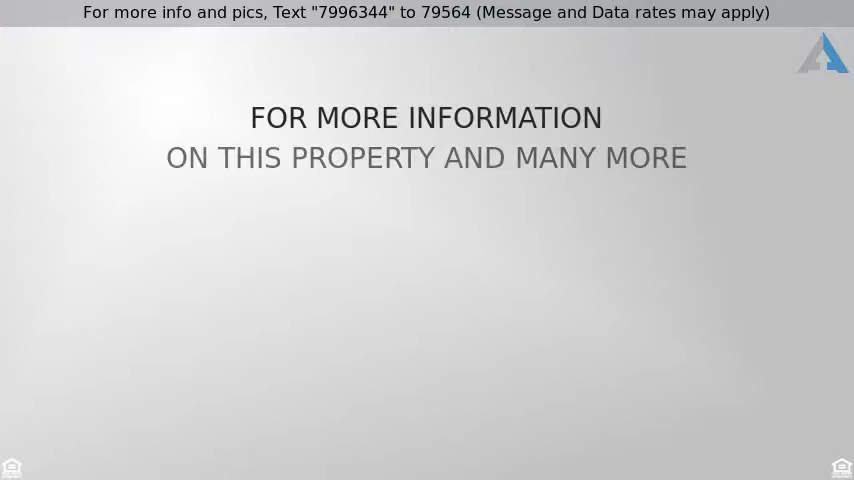 For more info and pics, Text "7996344" to 79564 (Message and Data rates may apply)
FOR MORE INFORMATION
ON THIS PROPERTY AND MANY MORE